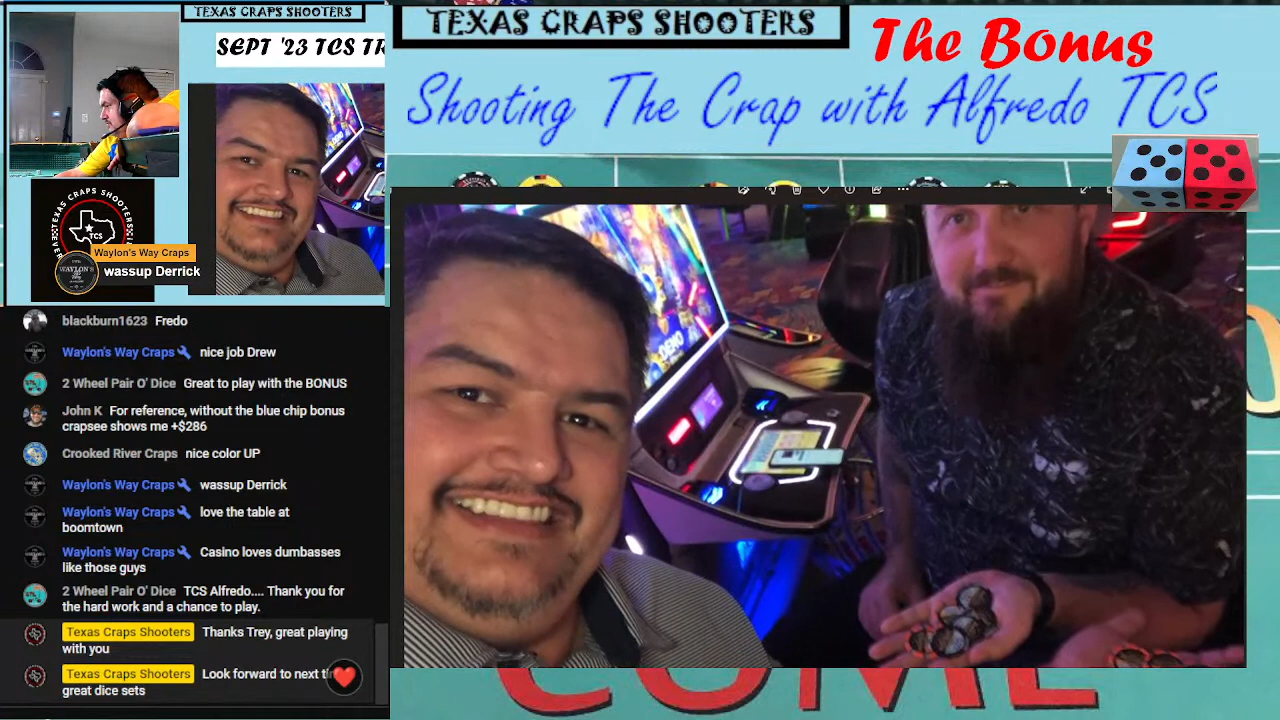 TEXAS CRAPS SHOOTERS
SEPT '23 TCS TR
TEXAS CRAPS SHOOTERS
TCS
WAYLON'S
Waylon's Way Craps
wassup Derrick
blackburn1623 Fredo
Waylon's Way Craps nice job Drew
2 Wheel Pair O' Dice Great to play with the BONUS
John K For reference, without the blue chip bonus
crapsee shows me +$286
Crooked River Craps nice color UP
Waylon's Way Craps wassup Derrick
Waylon's Way Craps love the table at
boomtown
Waylon's Way Craps Casino loves dumbasses
like those guys
2 Wheel Pair O' Dice TCS Alfredo.... Thank you for
the hard work and a chance to play.
Texas Craps Shooters Thanks Trey, great playing
with you
Texas Craps Shooters Look forward to next
great dice sets
TEXAS CRAPS SHOOTERS
The Bonus
Shooting The Crap with Alfredo TCS
DEMO
COME